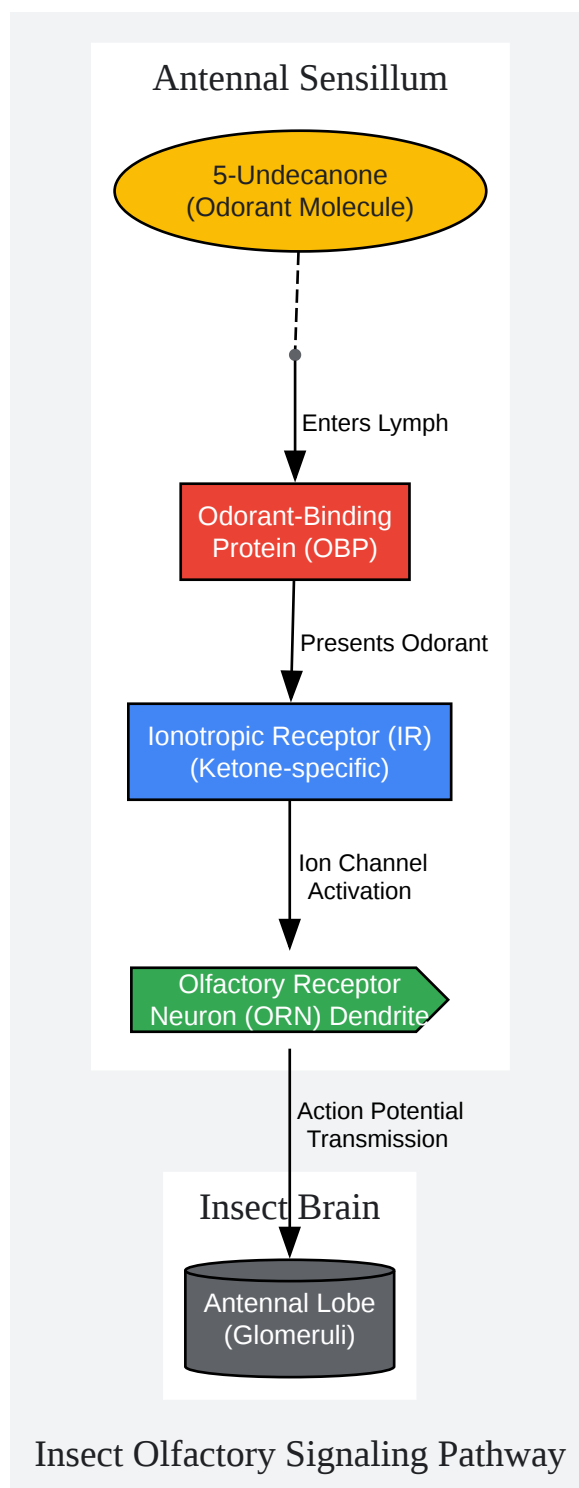 Antennal Sensillum
5-Undecanone
(Odorant Molecule)
Enters Lymph
Odorant-Binding
Protein (OBP)
Presents Odorant
Ionotropic Receptor (IR)
(Ketone-specific)
Ion Channel
Activation
Olfactory Receptor
Neuron (ORN) Dendrite
Action Potential
Transmission
Insect Brain
Antennal Lobe
(Glomeruli)
Insect Olfactory Signaling Pathway